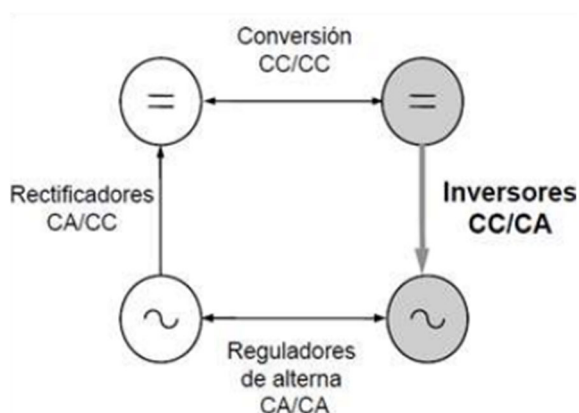 Conversión
CC/CC
Rectificadores
CA/CC
Inversores
CC/CA
Reguladores
de alterna
CA/CA